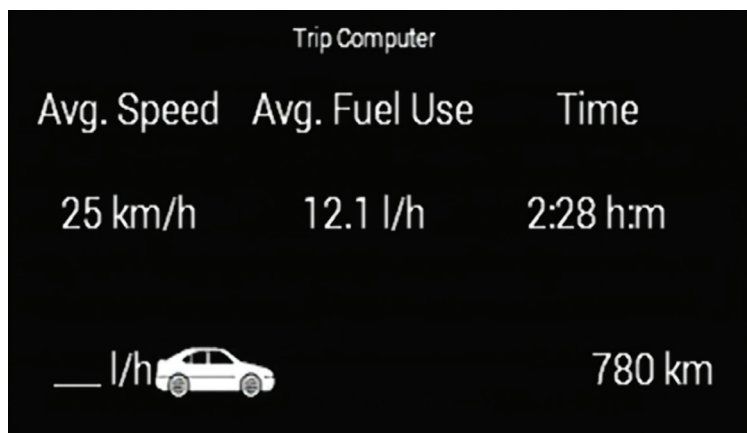 Trip Computer
Avg. Speed Avg. Fuel Use Time
25 km/h 12.1 l/h 2:28 h:m
__ l/h 780 km